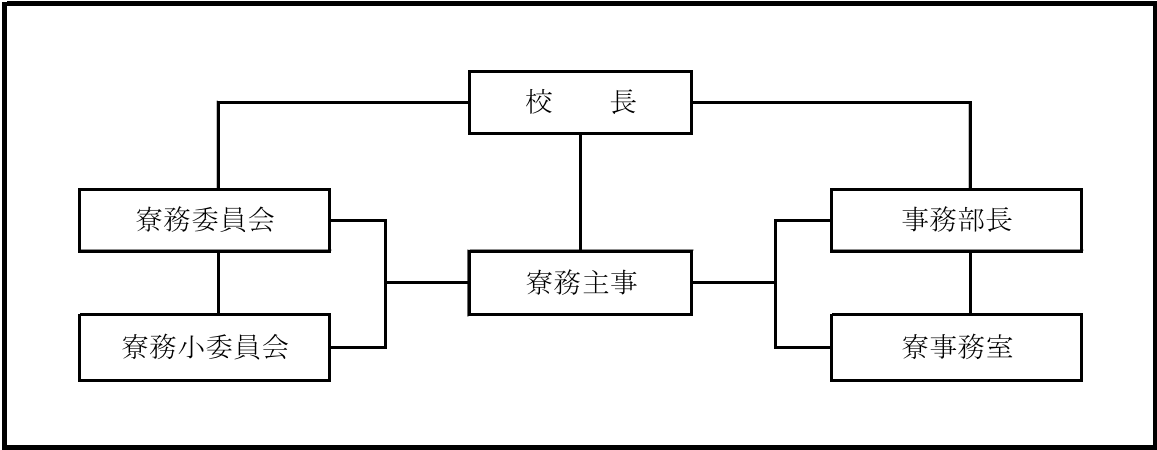 校　　長
寮務委員会
事務部長
寮務主事
寮務小委員会
寮事務室